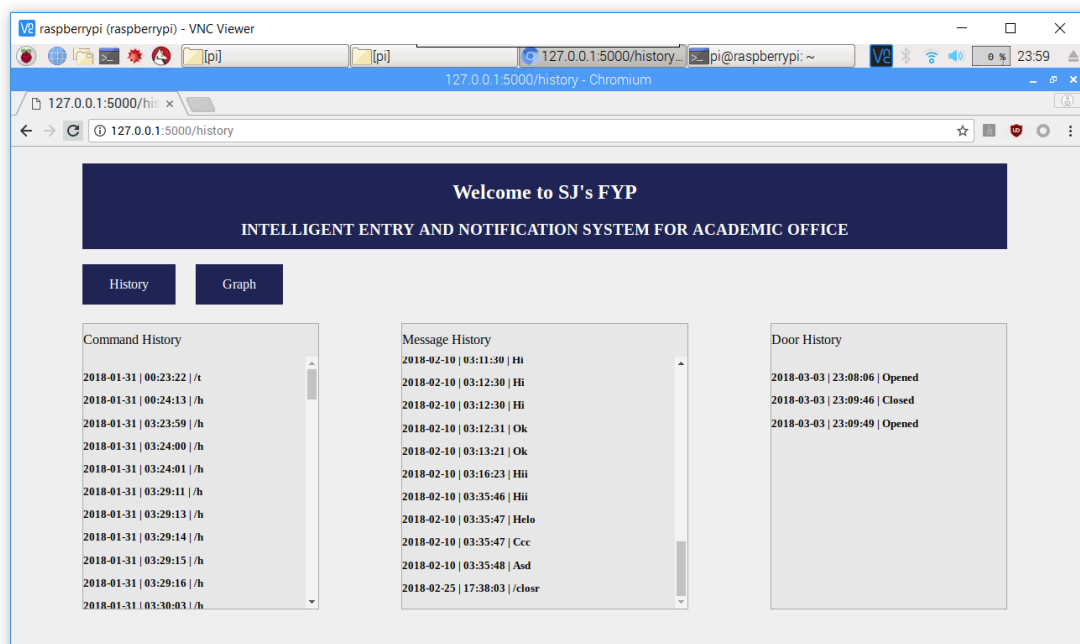 raspberrypi (raspberrypi) - VNC Viewer
[pi] [pi] 127.0.0.1:5000/history... pi@raspberrypi: ~ 0 % 23:59
127.0.0.1:5000/history - Chromium
127.0.0.1:5000/his
127.0.0.1:5000/history
Welcome to SJ's FYP
INTELLIGENT ENTRY AND NOTIFICATION SYSTEM FOR ACADEMIC OFFICE
History Graph
Command History
2018-01-31 | 00:23:22 | /t
2018-01-31 | 00:24:13 | /h
2018-01-31 | 03:23:59 | /h
2018-01-31 | 03:24:00 | /h
2018-01-31 | 03:24:01 | /h
2018-01-31 | 03:29:11 | /h
2018-01-31 | 03:29:13 | /h
2018-01-31 | 03:29:14 | /h
2018-01-31 | 03:29:15 | /h
2018-01-31 | 03:29:16 | /h
2018-01-31 | 03:30:03 | /h
Message History
2018-02-10 | 03:11:30 | Hi
2018-02-10 | 03:12:30 | Hi
2018-02-10 | 03:12:30 | Hi
2018-02-10 | 03:12:31 | Ok
2018-02-10 | 03:13:21 | Ok
2018-02-10 | 03:16:23 | Hii
2018-02-10 | 03:35:46 | Hii
2018-02-10 | 03:35:47 | Helo
2018-02-10 | 03:35:47 | Ccc
2018-02-10 | 03:35:48 | Asd
2018-02-25 | 17:38:03 | /closr
Door History
2018-03-03 | 23:08:06 | Opened
2018-03-03 | 23:09:46 | Closed
2018-03-03 | 23:09:49 | Opened